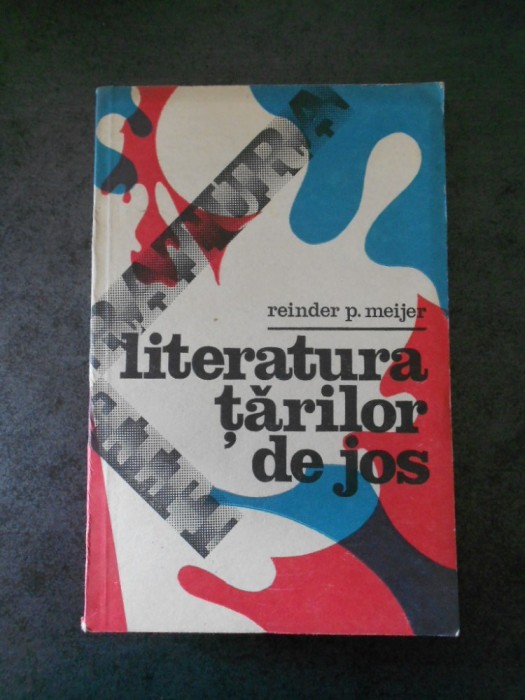 reinder p. meijer
literatura
țărilor
de jos